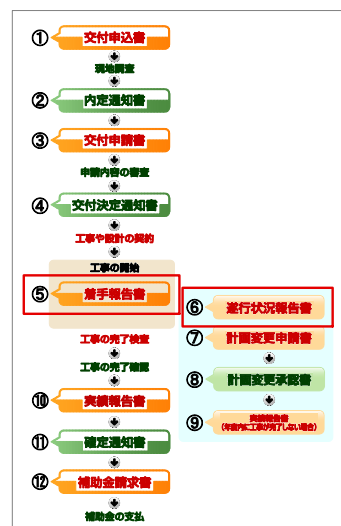 ① 交付申込書
現地調査
② 内定通知書
③ 交付申請書
申請内容の審査
④ 交付決定通知書
工事や設計の契約
工事の開始
⑤ 着手報告書
⑥ 遂行状況報告書
⑦ 計画変更申請書
⑧ 計画変更承認書
⑨ 実績報告書
(年度内に工事が完了しない場合)
工事の完了検査
工事の完了確認
⑩ 実績報告書
⑪ 確定通知書
⑫ 補助金請求書
補助金の支払